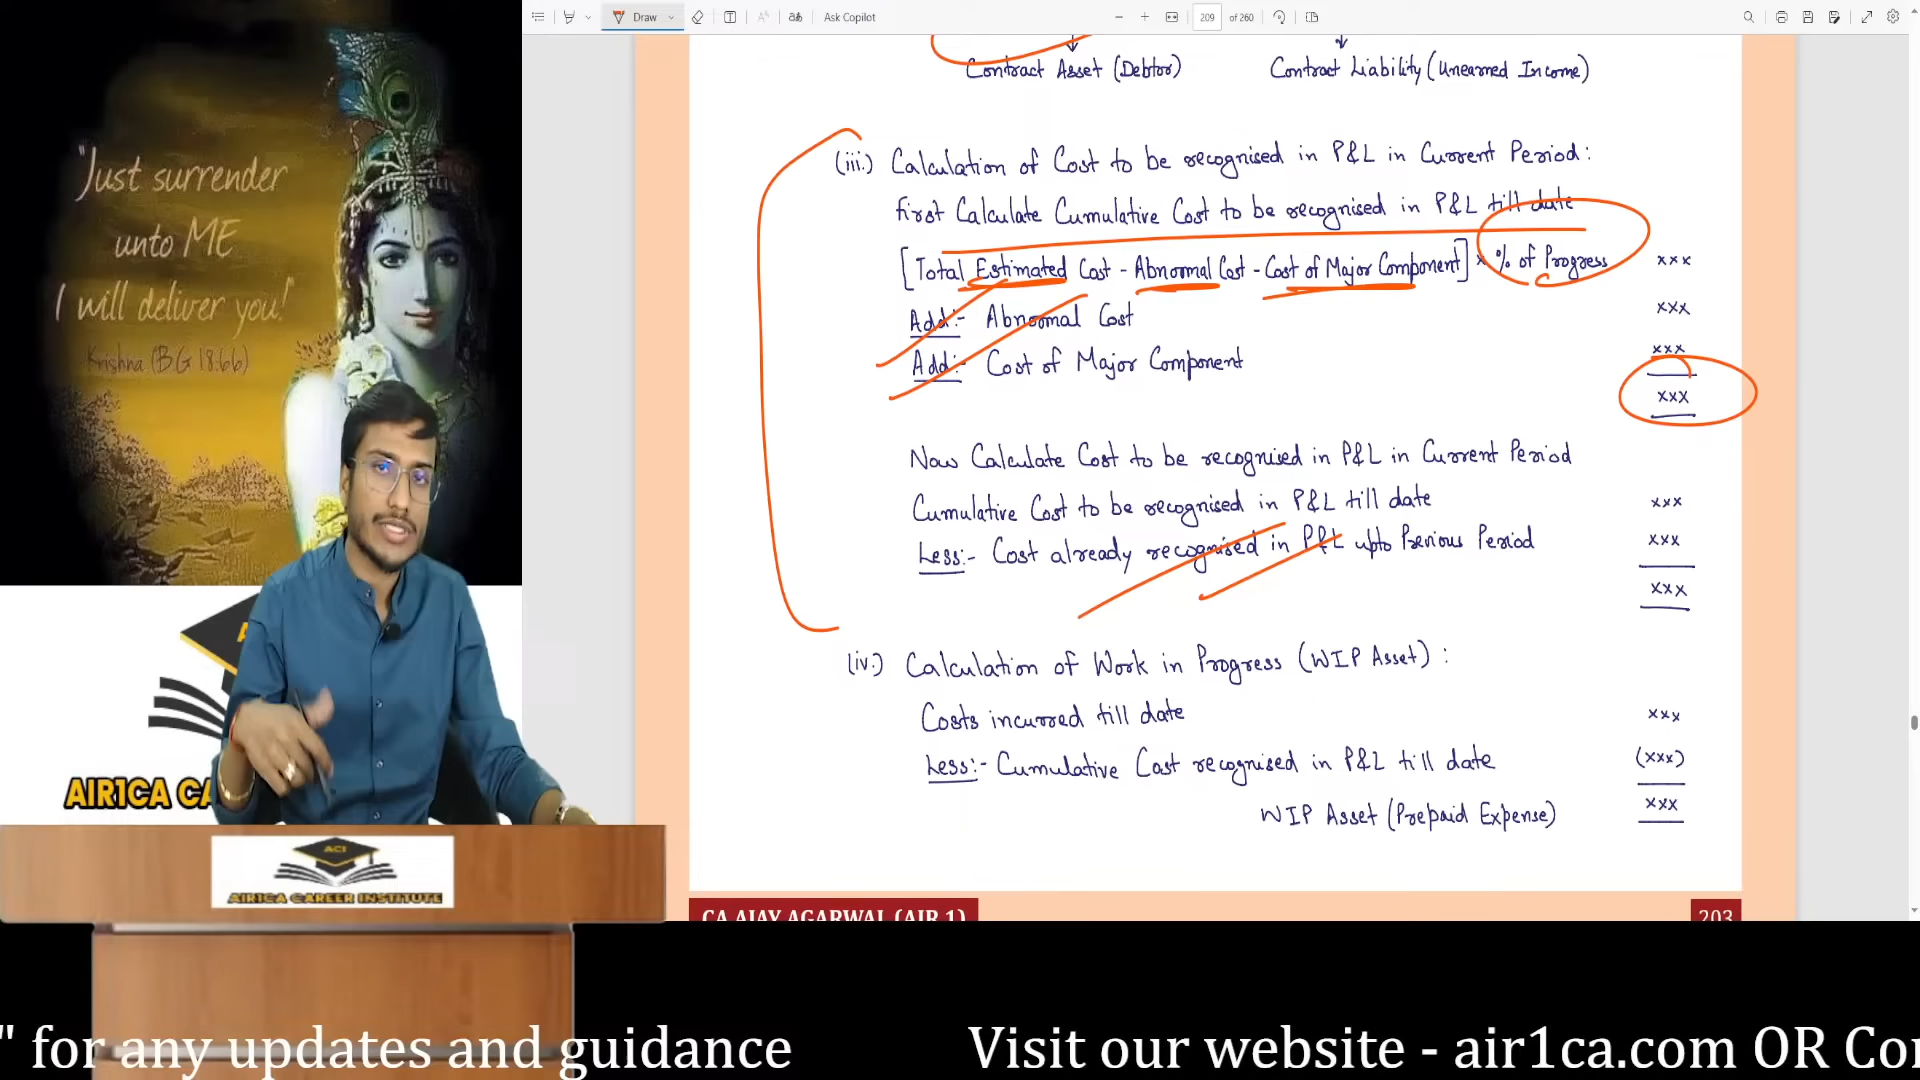 Draw
Ask Copilot
209 of 260
"Just surrender
unto ME
I will deliver you!"
- Krishna (BG 18:66)
Contract Asset (Debtor)
Contract Liability (Unearned Income)
(iii.) Calculation of Cost to be recognised in P&L in Current Period:
First Calculate Cumulative Cost to be recognised in P&L till date
[Total Estimated Cost - Abnormal Cost - Cost of Major Component] × % of Progress xxx
Add:- Abnormal Cost xxx
Add:- Cost of Major Component xxx
xxx
Now Calculate Cost to be recognised in P&L in Current Period
Cumulative Cost to be recognised in P&L till date xxx
Less:- Cost already recognised in P&L upto Previous Period xxx
xxx
(iv.) Calculation of Work in Progress (WIP Asset) :
Costs incurred till date xxx
Less:- Cumulative Cost recognised in P&L till date (xxx)
WIP Asset (Prepaid Expense) xxx
CA AJAY AGARWAL (AIR 1)
203
AIR1CA CA
ACI
AIR1CA CAREER INSTITUTE
" for any updates and guidance
Visit our website - air1ca.com OR Co